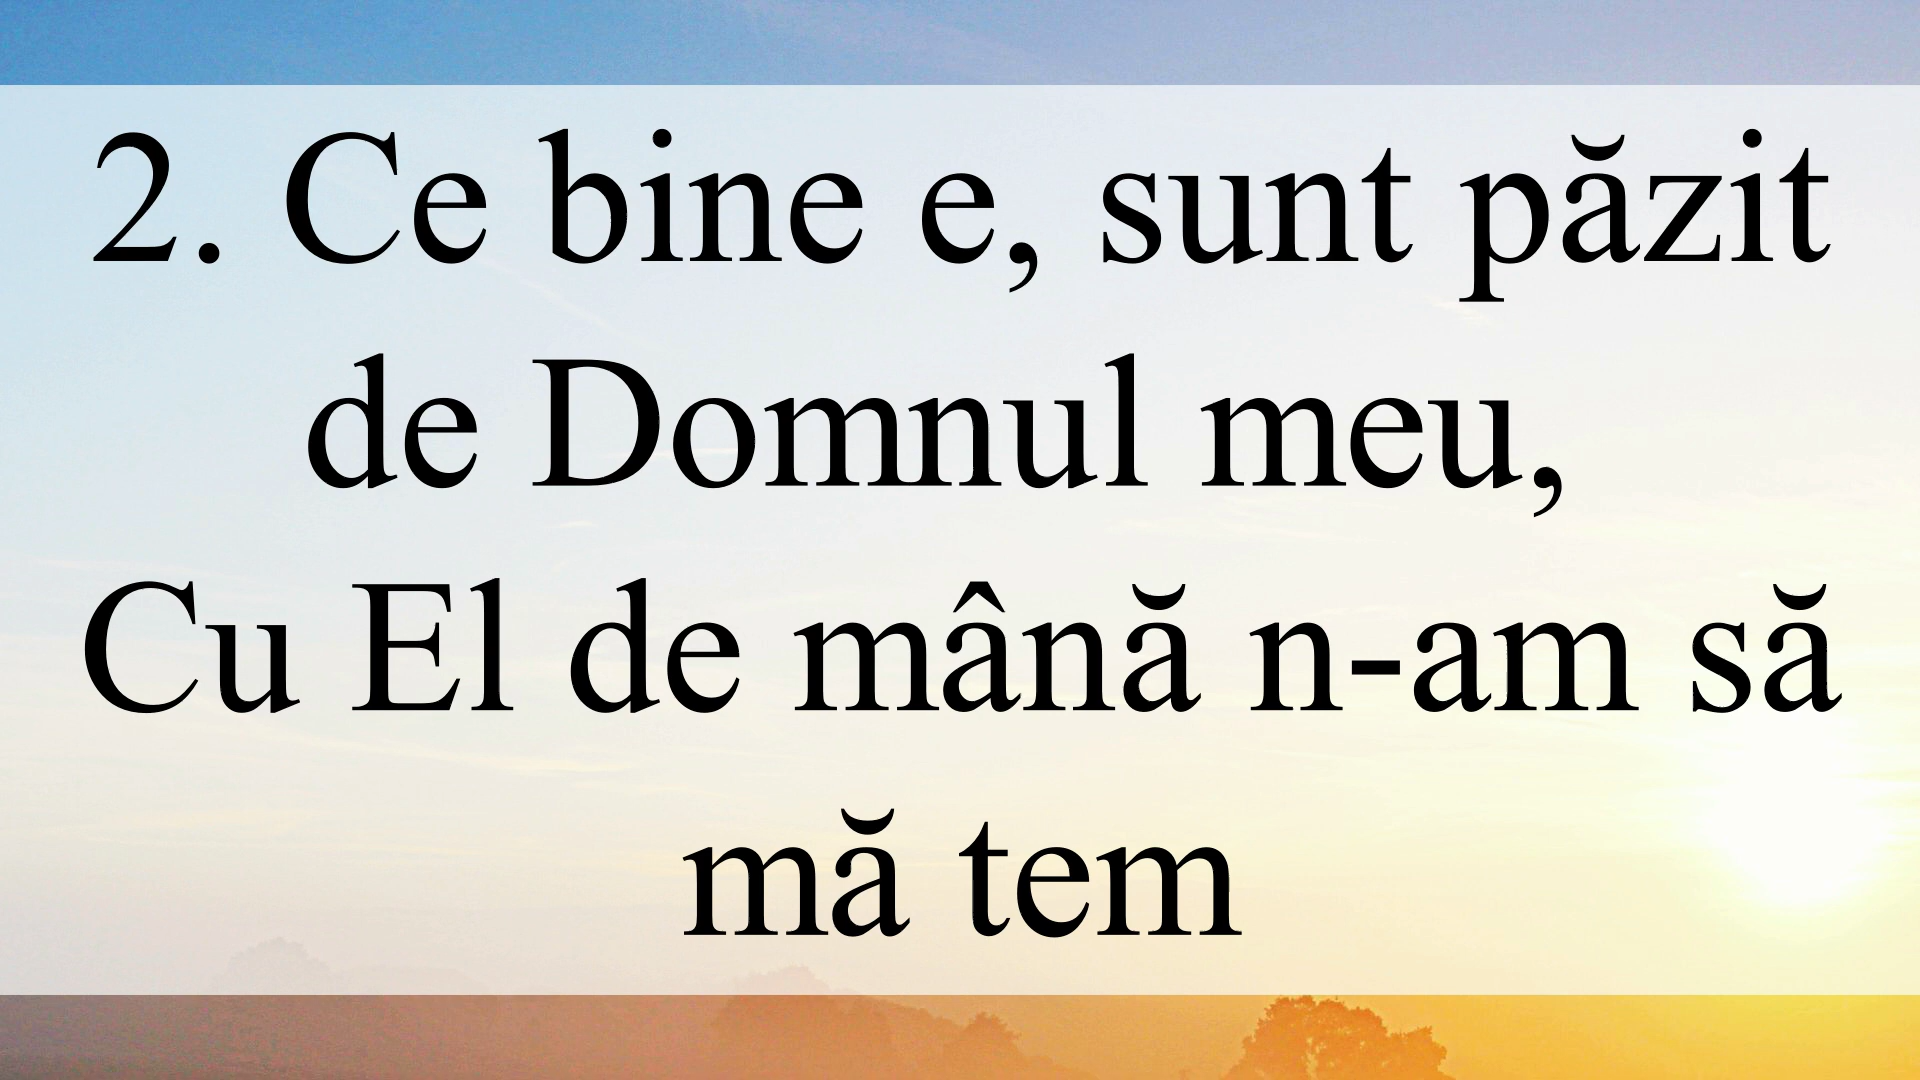 2. Ce bine e, sunt păzit
de Domnul meu,
Cu El de mână n-am să
mă tem